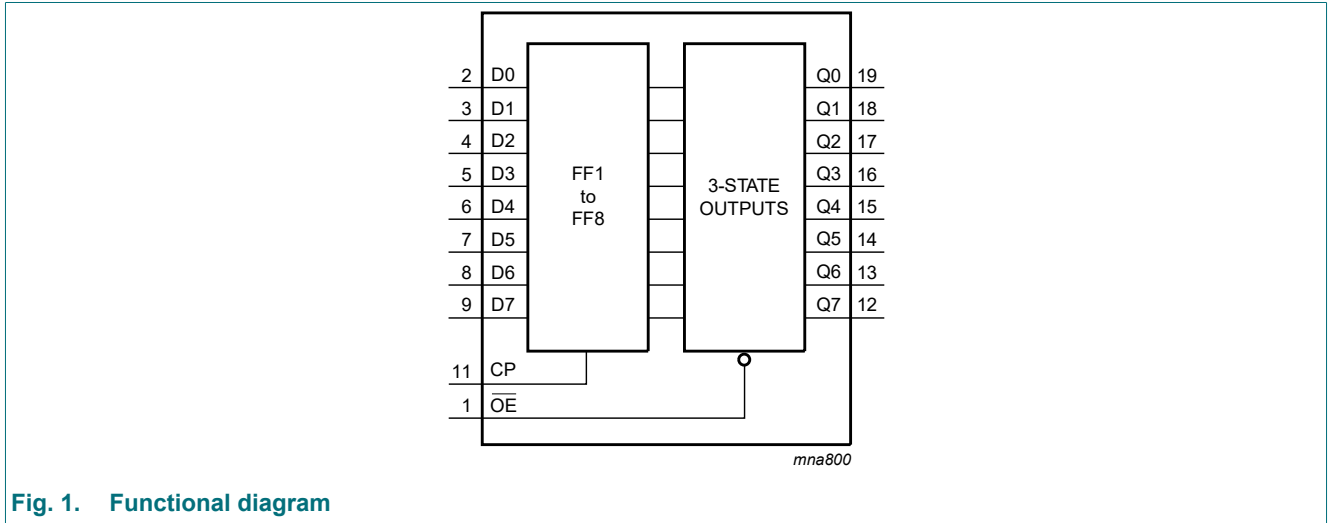 2 D0 Q0 19
3 D1 Q1 18
4 D2 Q2 17
5 D3 Q3 16
6 D4 Q4 15
7 D5 Q5 14
8 D6 Q6 13
9 D7 Q7 12
FF1
to
FF8
3-STATE
OUTPUTS
11 CP
1 O̅E̅
mna800
Fig. 1. Functional diagram